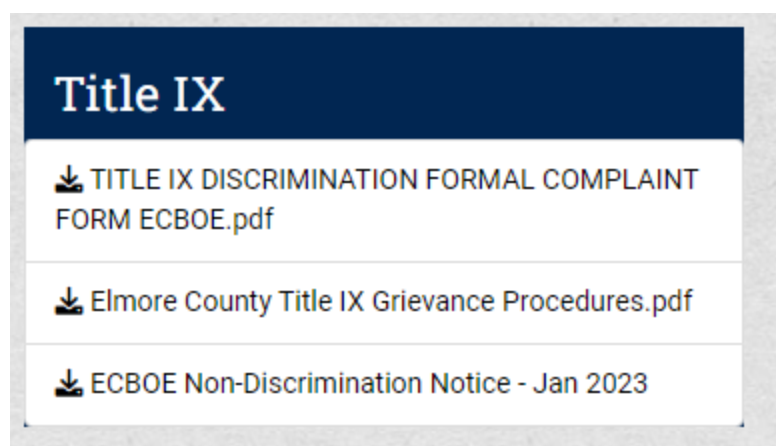 Title IX
TITLE IX DISCRIMINATION FORMAL COMPLAINT
FORM ECBOE.pdf
Elmore County Title IX Grievance Procedures.pdf
ECBOE Non-Discrimination Notice - Jan 2023